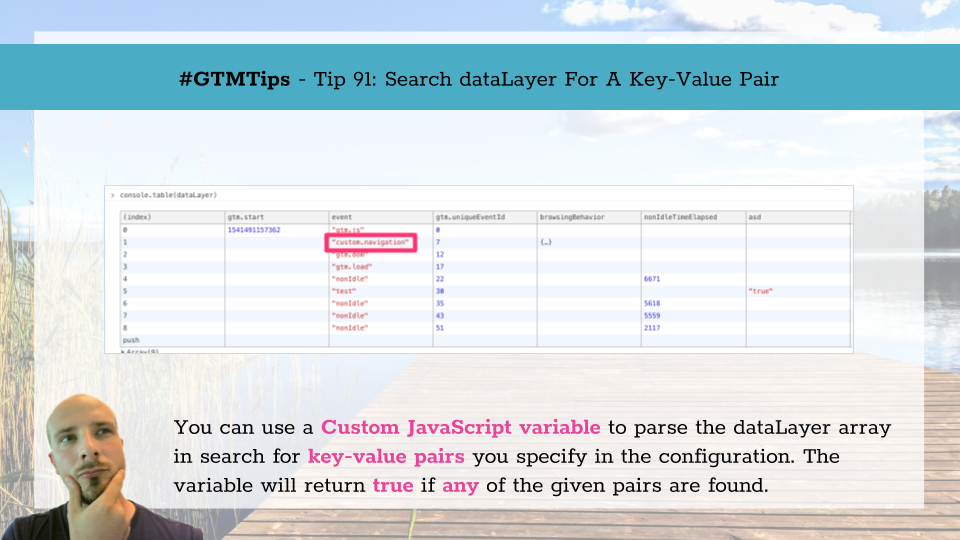 #GTMTips - Tip 91: Search dataLayer For A Key-Value Pair
> console.table(dataLayer)
(index) gtm.start event gtm.uniqueEventId browsingBehavior nonIdleTimeElapsed asd
0 1541491157362 "gtm.js" 0
1 "custom.navigation" 7 {…}
2 "gtm.dom" 12
3 "gtm.load" 17
4 "nonIdle" 22 6671
5 "test" 30 "true"
6 "nonIdle" 35 5618
7 "nonIdle" 43 5559
8 "nonIdle" 51 2117
push
▸ Array(9)
You can use a Custom JavaScript variable to parse the dataLayer array
in search for key-value pairs you specify in the configuration. The
variable will return true if any of the given pairs are found.